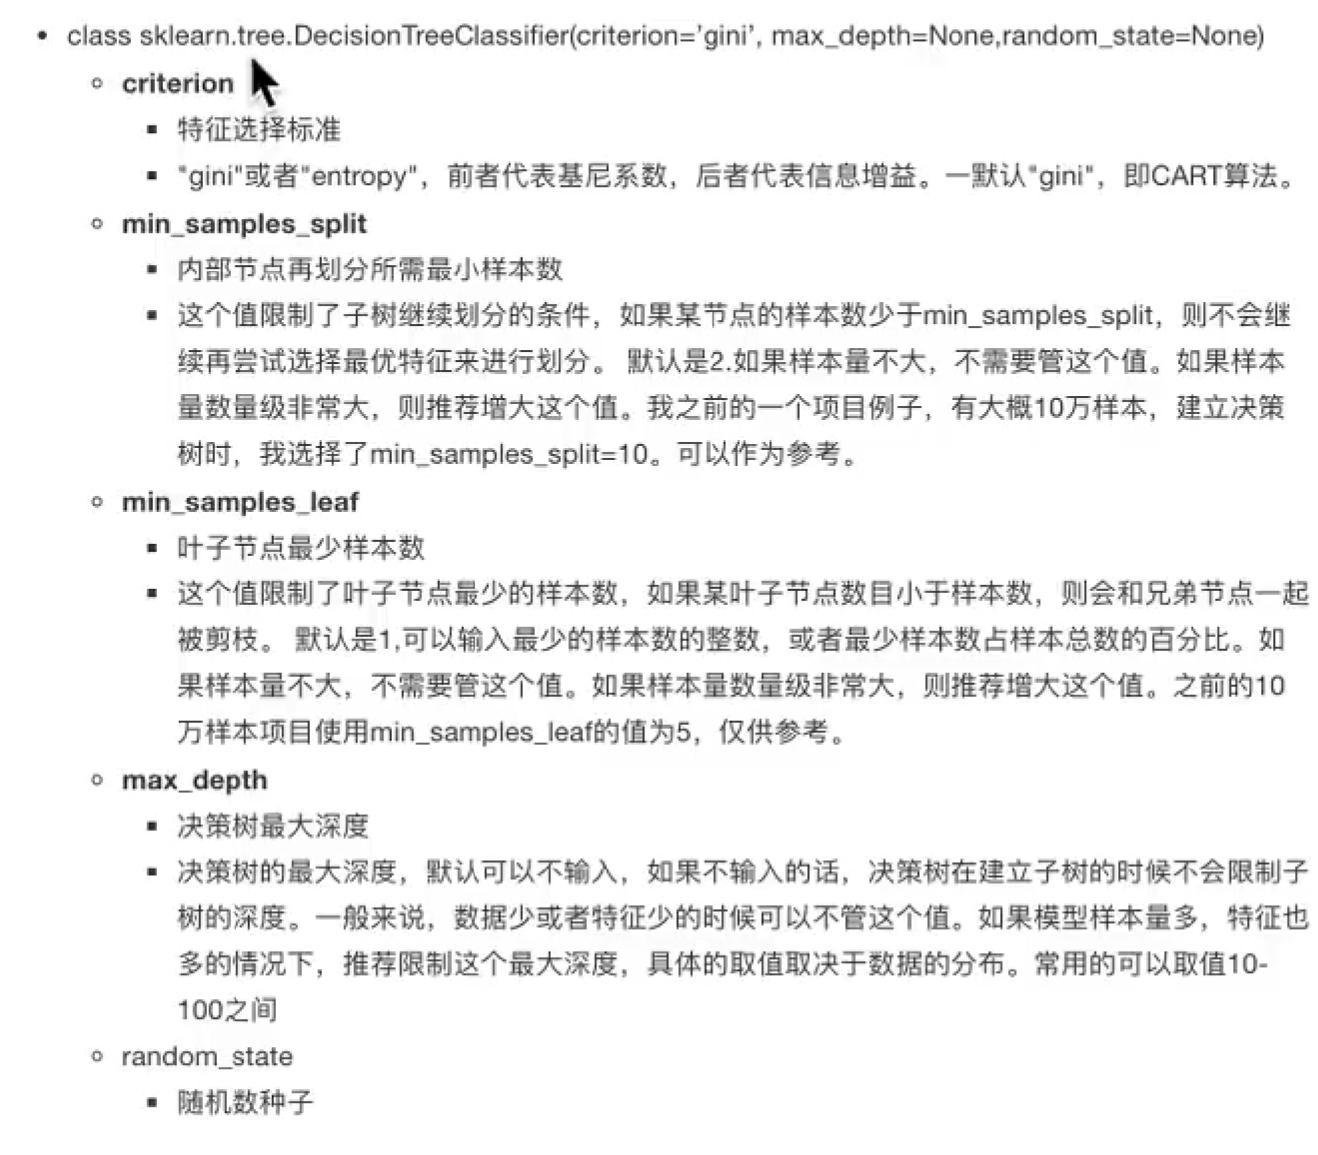 class sklearn.tree.DecisionTreeClassifier(criterion='gini', max_depth=None,random_state=None)
criterion
特征选择标准
"gini"或者"entropy"，前者代表基尼系数，后者代表信息增益。一默认"gini"，即CART算法。
min_samples_split
内部节点再划分所需最小样本数
这个值限制了子树继续划分的条件，如果某节点的样本数少于min_samples_split，则不会继
续再尝试选择最优特征来进行划分。 默认是2.如果样本量不大，不需要管这个值。如果样本
量数量级非常大，则推荐增大这个值。我之前的一个项目例子，有大概10万样本，建立决策
树时，我选择了min_samples_split=10。可以作为参考。
min_samples_leaf
叶子节点最少样本数
这个值限制了叶子节点最少的样本数，如果某叶子节点数目小于样本数，则会和兄弟节点一起
被剪枝。 默认是1,可以输入最少的样本数的整数，或者最少样本数占样本总数的百分比。如
果样本量不大，不需要管这个值。如果样本量数量级非常大，则推荐增大这个值。之前的10
万样本项目使用min_samples_leaf的值为5，仅供参考。
max_depth
决策树最大深度
决策树的最大深度，默认可以不输入，如果不输入的话，决策树在建立子树的时候不会限制子
树的深度。一般来说，数据少或者特征少的时候可以不管这个值。如果模型样本量多，特征也
多的情况下，推荐限制这个最大深度，具体的取值取决于数据的分布。常用的可以取值10-
100之间
random_state
随机数种子